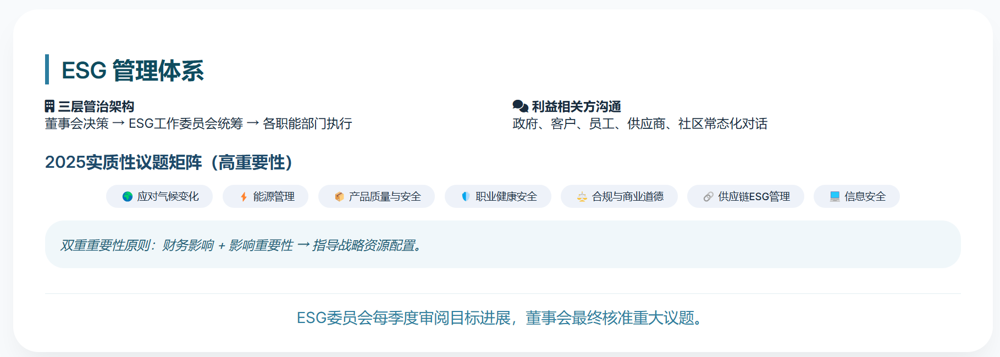 ESG 管理体系
三层管治架构
董事会决策 → ESG工作委员会统筹 → 各职能部门执行
利益相关方沟通
政府、客户、员工、供应商、社区常态化对话
2025实质性议题矩阵（高重要性）
应对气候变化
能源管理
产品质量与安全
职业健康安全
合规与商业道德
供应链ESG管理
信息安全
双重重要性原则：财务影响 + 影响重要性 → 指导战略资源配置。
ESG委员会每季度审阅目标进展，董事会最终核准重大议题。